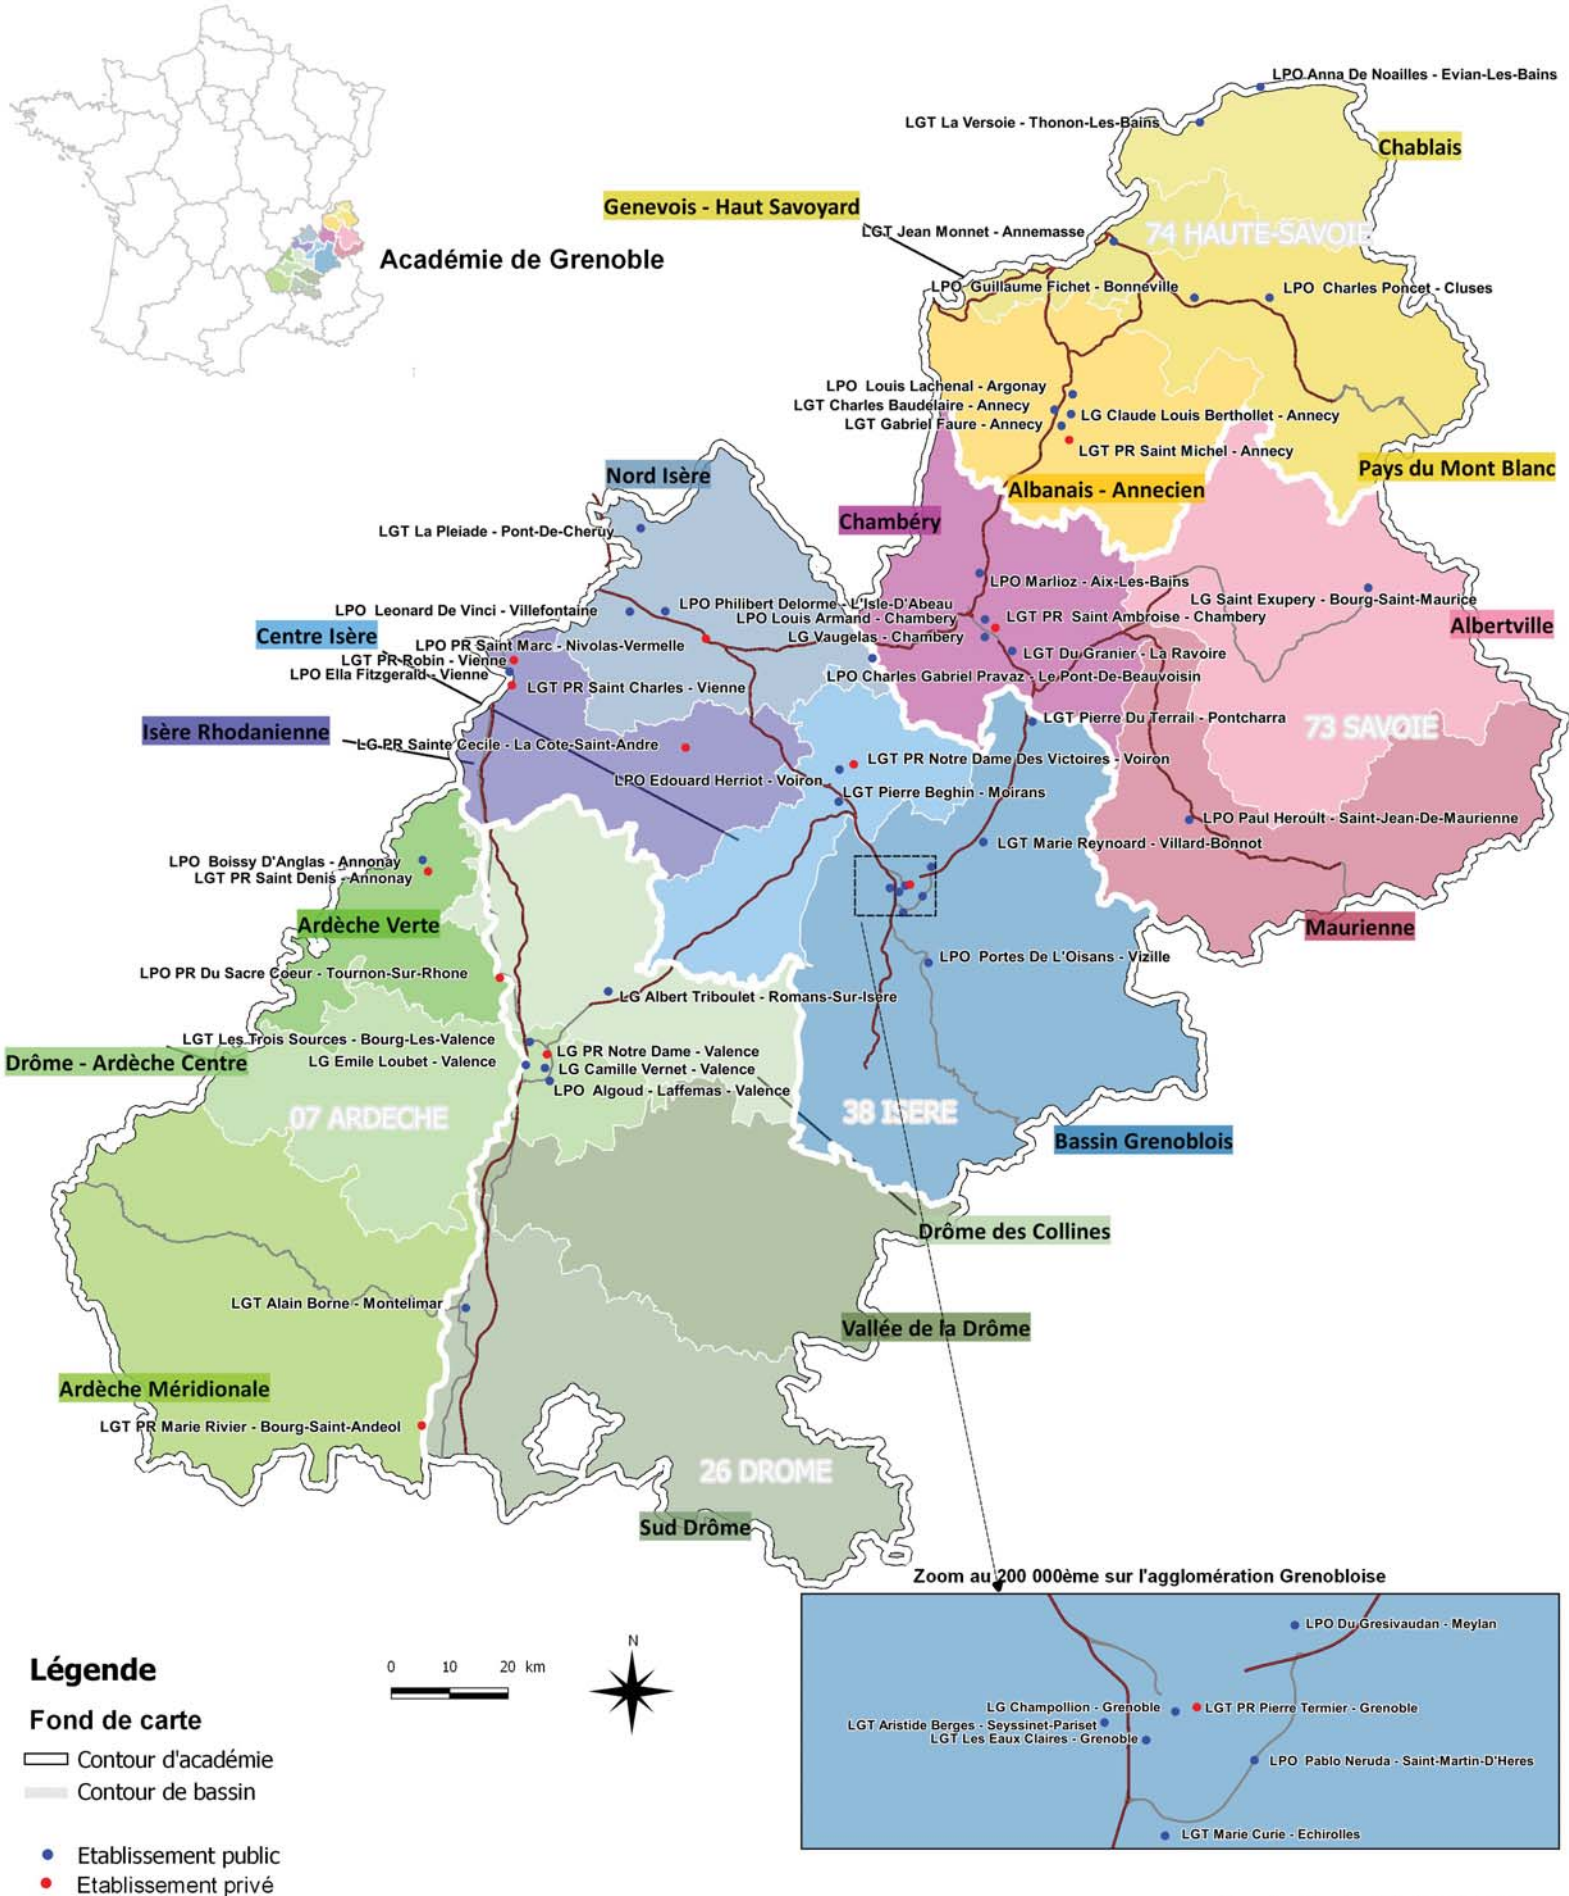 LPO Anna De Noailles - Evian-Les-Bains
LGT La Versoie - Thonon-Les-Bains
Chablais
Genevois - Haut Savoyard
LGT Jean Monnet - Annemasse
74 HAUTE-SAVOIE
Académie de Grenoble
LPO Guillaume Fichet - Bonneville
LPO Charles Poncet - Cluses
LPO Louis Lachenal - Argonay
LGT Charles Baudelaire - Annecy
LG Claude Louis Berthollet - Annecy
LGT Gabriel Faure - Annecy
LGT PR Saint Michel - Annecy
Pays du Mont Blanc
Nord Isère
Albanais - Annecien
Chambéry
LGT La Pleiade - Pont-De-Cheruy
LPO Marlioz - Aix-Les-Bains
LG Saint Exupery - Bourg-Saint-Maurice
LPO Leonard De Vinci - Villefontaine
LPO Philibert Delorme - L'Isle-D'Abeau
LPO Louis Armand - Chambery
LGT PR Saint Ambroise - Chambery
Albertville
Centre Isère
LG Vaugelas - Chambery
LPO PR Saint Marc - Nivolas-Vermelle
LGT Du Granier - La Ravoire
LGT PR Robin - Vienne
LPO Ella Fitzgerald - Vienne
LPO Charles Gabriel Pravaz - Le Pont-De-Beauvoisin
LGT PR Saint Charles - Vienne
LGT Pierre Du Terrail - Pontcharra
73 SAVOIE
Isère Rhodanienne
LG PR Sainte Cecile - La Cote-Saint-Andre
LGT PR Notre Dame Des Victoires - Voiron
LPO Edouard Herriot - Voiron
LGT Pierre Beghin - Moirans
LPO Paul Heroult - Saint-Jean-De-Maurienne
LGT Marie Reynoard - Villard-Bonnot
LPO Boissy D'Anglas - Annonay
LGT PR Saint Denis - Annonay
Ardèche Verte
Maurienne
LPO Portes De L'Oisans - Vizille
LPO PR Du Sacre Coeur - Tournon-Sur-Rhone
LG Albert Triboulet - Romans-Sur-Isere
LGT Les Trois Sources - Bourg-Les-Valence
LG PR Notre Dame - Valence
Drôme - Ardèche Centre
LG Emile Loubet - Valence
LG Camille Vernet - Valence
LPO Algoud - Laffemas - Valence
07 ARDECHE
38 ISERE
Bassin Grenoblois
Drôme des Collines
LGT Alain Borne - Montelimar
Vallée de la Drôme
Ardèche Méridionale
LGT PR Marie Rivier - Bourg-Saint-Andeol
26 DROME
Sud Drôme
Zoom au 200 000ème sur l'agglomération Grenobloise
LPO Du Gresivaudan - Meylan
LG Champollion - Grenoble
LGT PR Pierre Termier - Grenoble
LGT Aristide Berges - Seyssinet-Pariset
LGT Les Eaux Claires - Grenoble
LPO Pablo Neruda - Saint-Martin-D'Heres
LGT Marie Curie - Echirolles
N
0 10 20 km
Légende
Fond de carte
Contour d'académie
Contour de bassin
Etablissement public
Etablissement privé